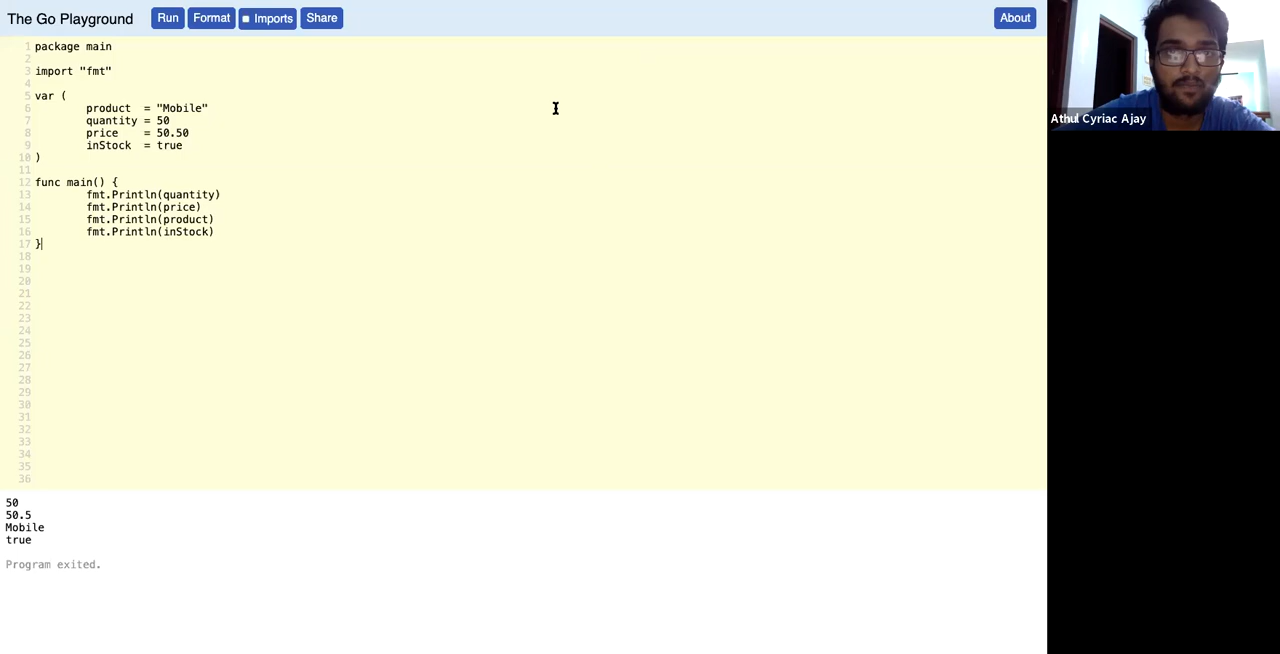 The Go Playground Run Format Imports Share About
1 package main
2
3 import "fmt"
4
5 var (
6 product = "Mobile"
7 quantity = 50
8 price = 50.50
9 inStock = true
10 )
11
12 func main() {
13 fmt.Println(quantity)
14 fmt.Println(price)
15 fmt.Println(product)
16 fmt.Println(inStock)
17 }
18
19
20
21
22
23
24
25
26
27
28
29
30
31
32
33
34
35
36
50
50.5
Mobile
true
Program exited.
Athul Cyriac Ajay